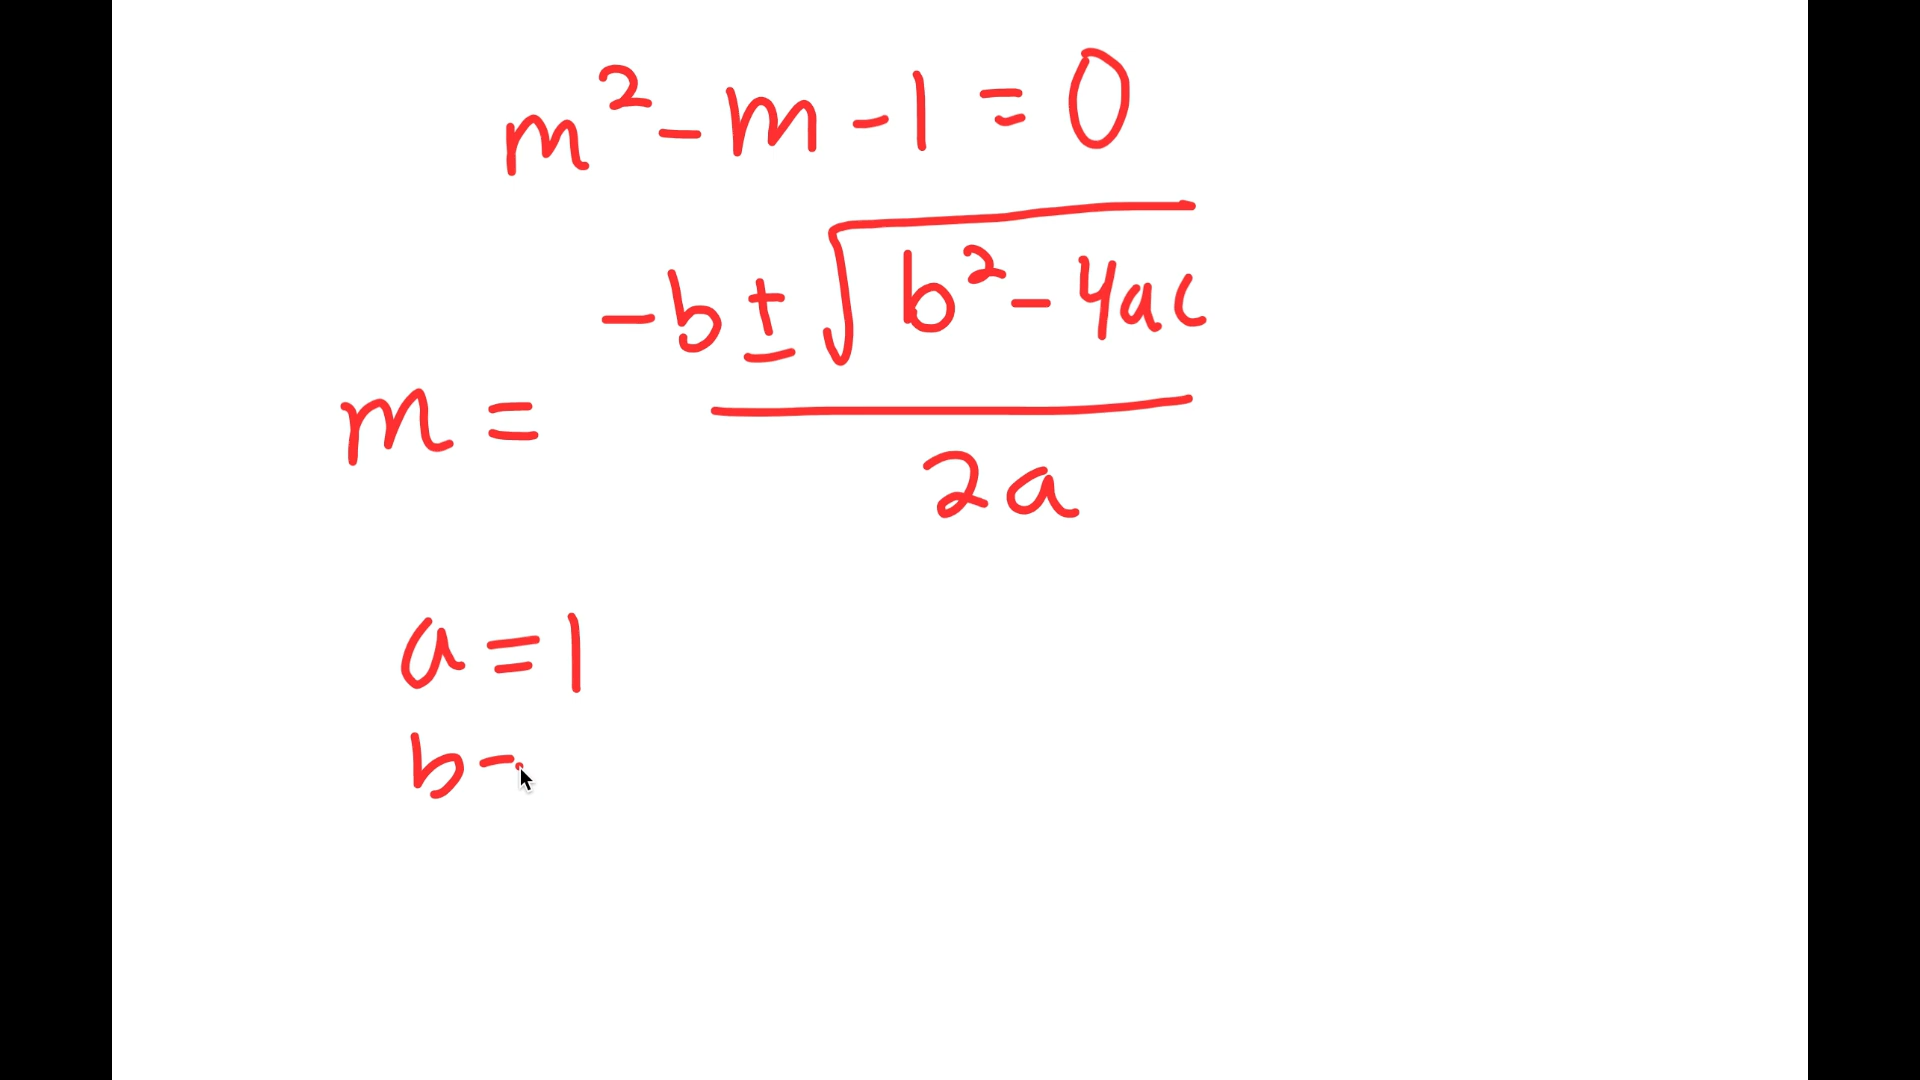 m² - m - 1 = 0
m = -b ± √(b² - 4ac) / 2a
a = 1
b -